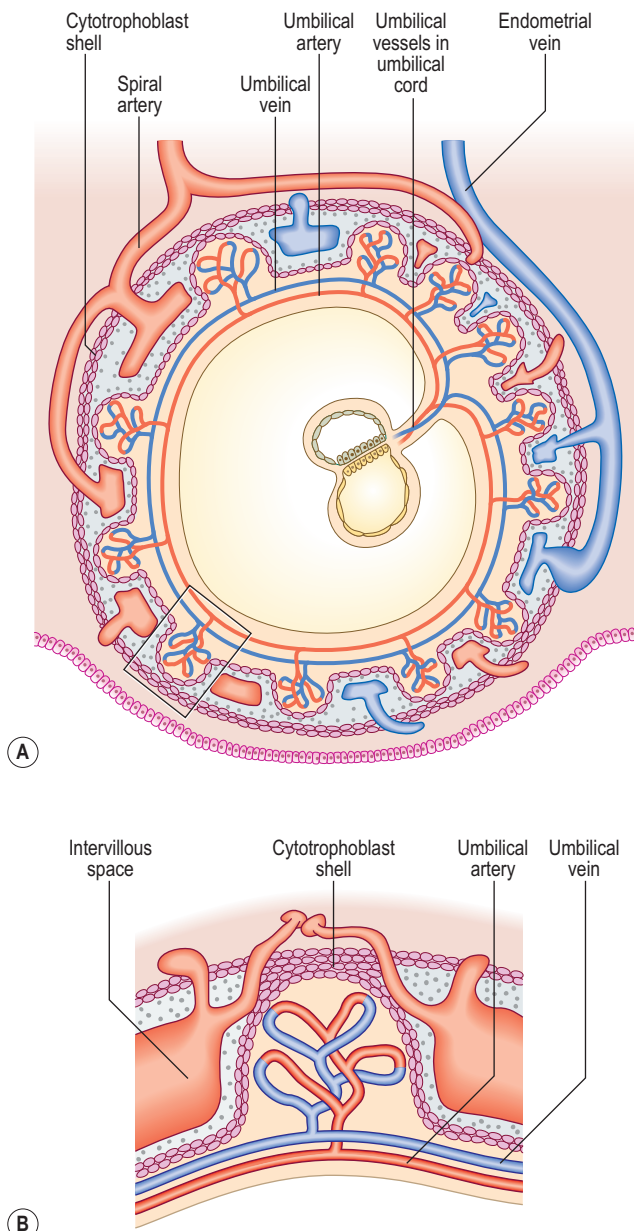 Cytotrophoblast
shell
Spiral
artery
Umbilical
vein
Umbilical
artery
Umbilical
vessels in
umbilical
cord
Endometrial
vein
A
Intervillous
space
Cytotrophoblast
shell
Umbilical
artery
Umbilical
vein
B